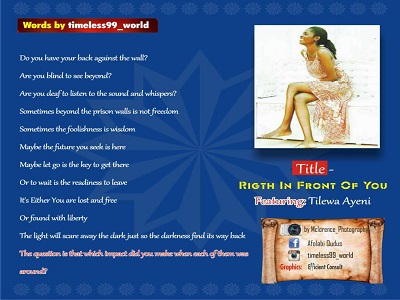 Words by timeless99_world
Do you have your back against the wall?
Are you blind to see beyond?
Are you deaf to listen to the sound and whispers?
Sometimes beyond the prison walls is not freedom
Sometimes the foolishness is wisdom
Maybe the future you seek is here
Maybe let go is the key to get there
Or to wait is the readiness to leave
It's Either You are lost and free
Or found with liberty
The light will scare away the dark just so the darkness find its way back
The question is that which impact did you make when each of them was
around?
Title -
Rigth In Front Of You
Featuring: Tilewa Ayeni
by Mclarence_Photography
Afolabi Qudus
timeless99_world
Graphics: Efficient Consult